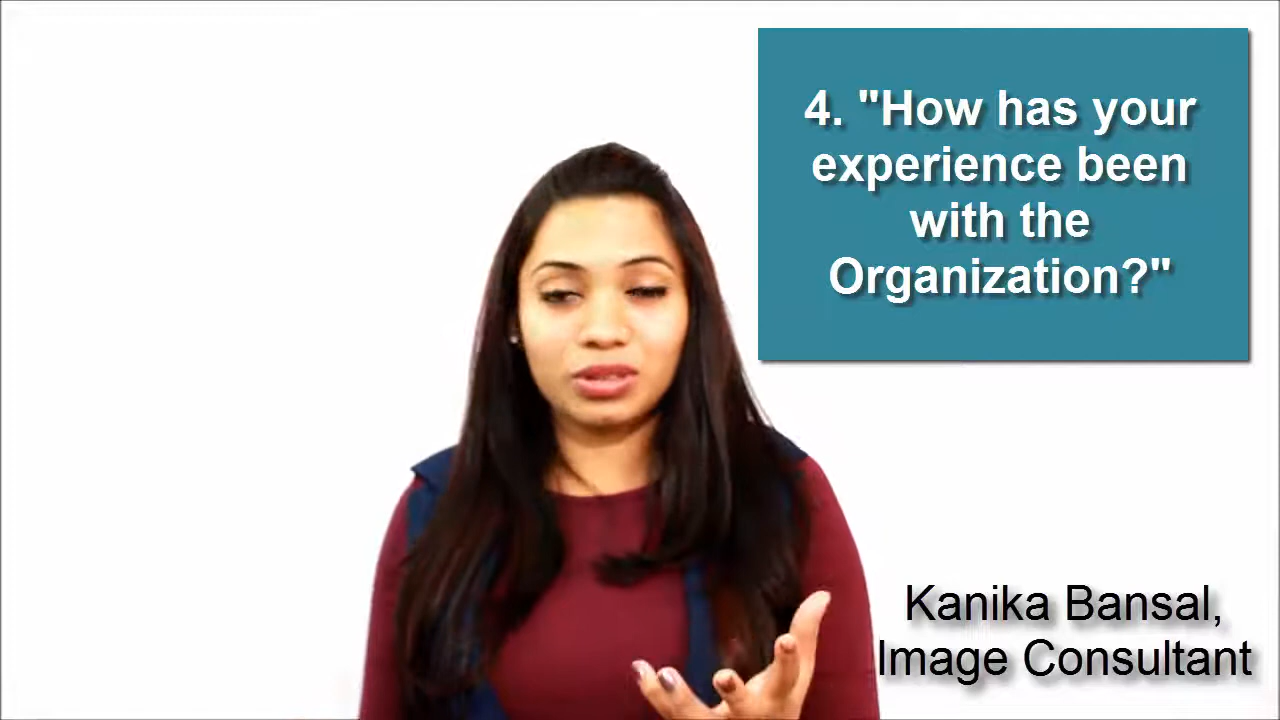 4. "How has your
experience been
with the
Organization?"
Kanika Bansal,
Image Consultant